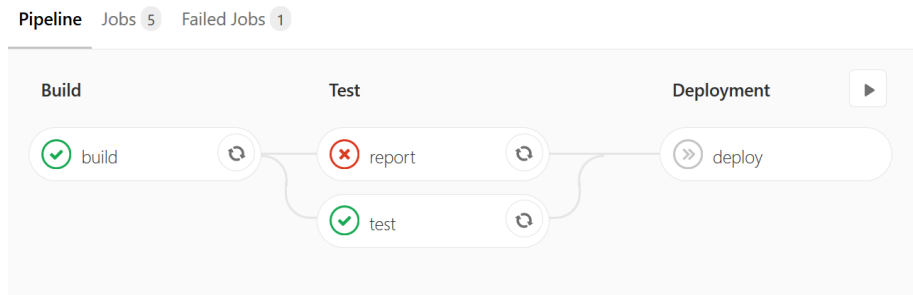 Pipeline Jobs 5 Failed Jobs 1
Build Test Deployment
build report deploy
test